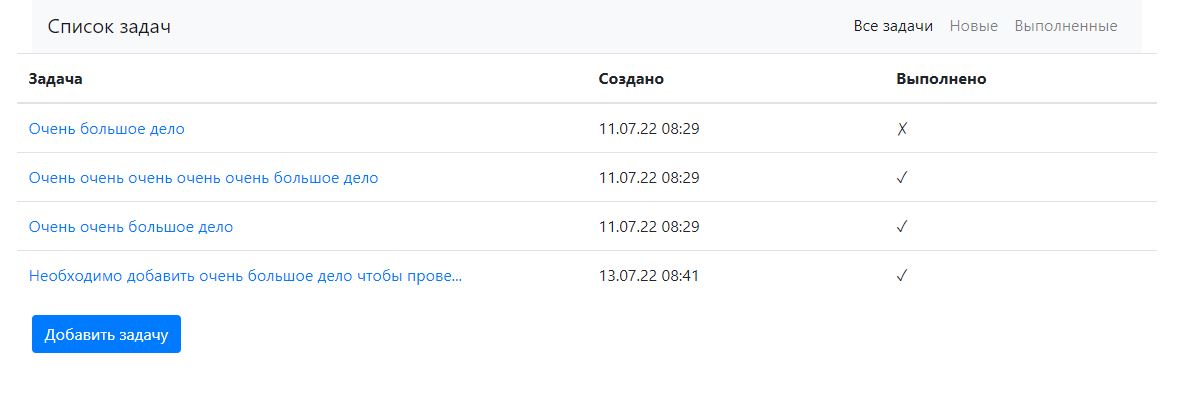 Список задач Все задачи Новые Выполненные
Задача Создано Выполнено
Очень большое дело 11.07.22 08:29 ✗
Очень очень очень очень очень большое дело 11.07.22 08:29 ✓
Очень очень большое дело 11.07.22 08:29 ✓
Необходимо добавить очень большое дело чтобы прове... 13.07.22 08:41 ✓
Добавить задачу